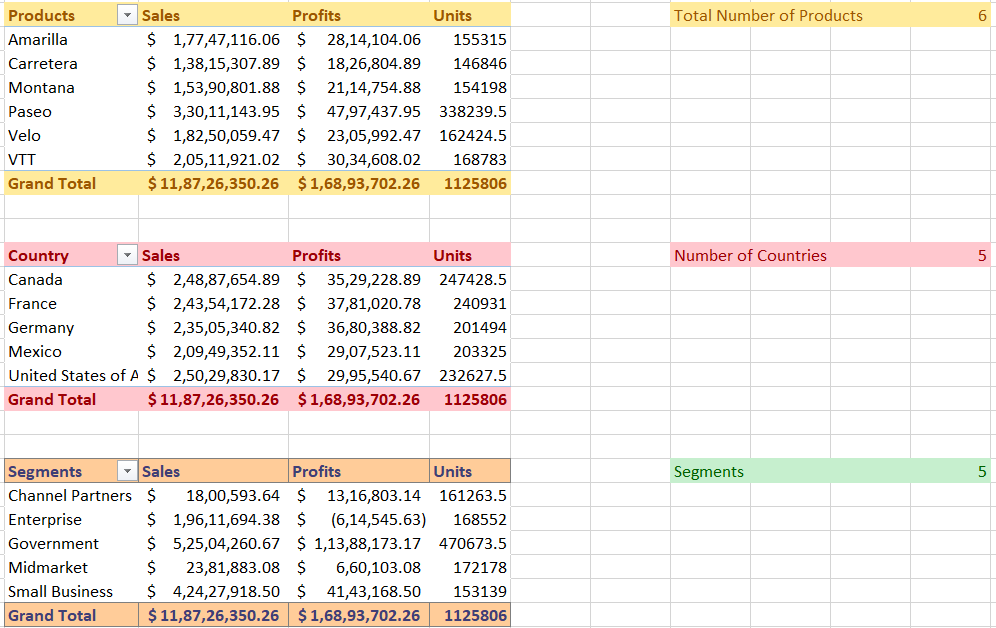 Products Sales Profits Units Total Number of Products 6
Amarilla $ 1,77,47,116.06 $ 28,14,104.06 155315
Carretera $ 1,38,15,307.89 $ 18,26,804.89 146846
Montana $ 1,53,90,801.88 $ 21,14,754.88 154198
Paseo $ 3,30,11,143.95 $ 47,97,437.95 338239.5
Velo $ 1,82,50,059.47 $ 23,05,992.47 162424.5
VTT $ 2,05,11,921.02 $ 30,34,608.02 168783
Grand Total $ 11,87,26,350.26 $ 1,68,93,702.26 1125806
Country Sales Profits Units Number of Countries 5
Canada $ 2,48,87,654.89 $ 35,29,228.89 247428.5
France $ 2,43,54,172.28 $ 37,81,020.78 240931
Germany $ 2,35,05,340.82 $ 36,80,388.82 201494
Mexico $ 2,09,49,352.11 $ 29,07,523.11 203325
United States of A $ 2,50,29,830.17 $ 29,95,540.67 232627.5
Grand Total $ 11,87,26,350.26 $ 1,68,93,702.26 1125806
Segments Sales Profits Units Segments 5
Channel Partners $ 18,00,593.64 $ 13,16,803.14 161263.5
Enterprise $ 1,96,11,694.38 $ (6,14,545.63) 168552
Government $ 5,25,04,260.67 $ 1,13,88,173.17 470673.5
Midmarket $ 23,81,883.08 $ 6,60,103.08 172178
Small Business $ 4,24,27,918.50 $ 41,43,168.50 153139
Grand Total $ 11,87,26,350.26 $ 1,68,93,702.26 1125806